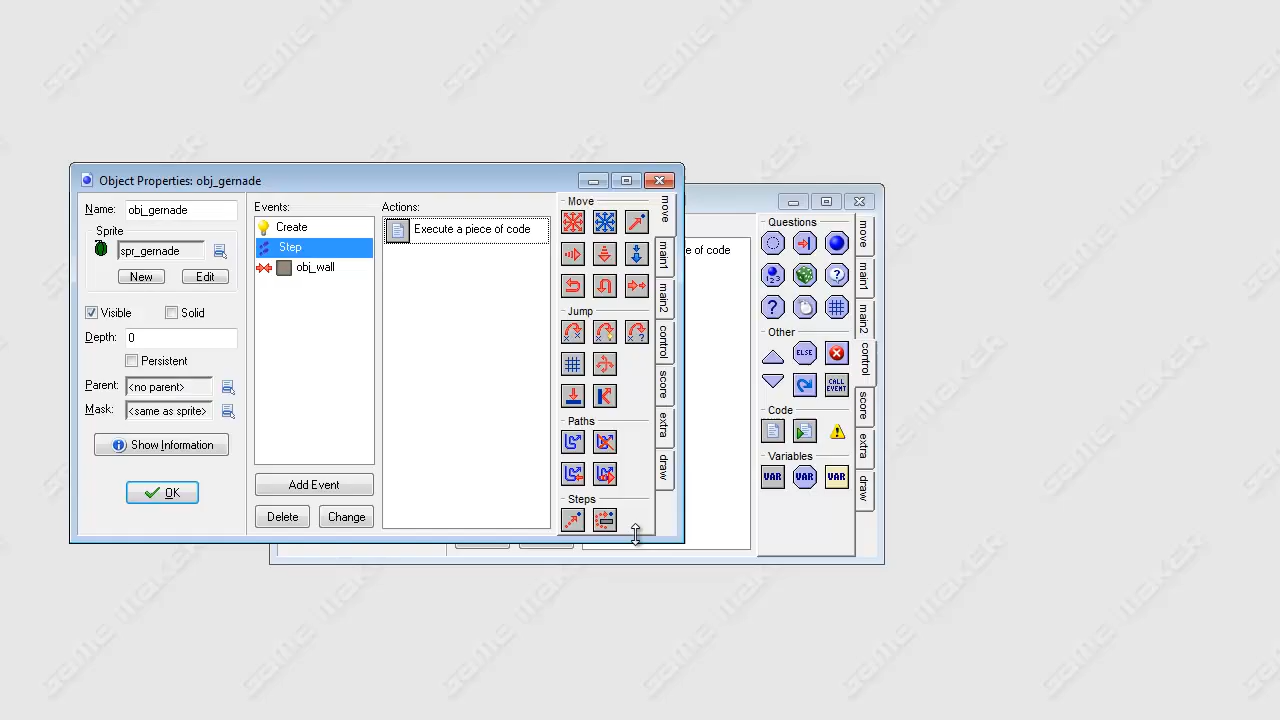 Object Properties: obj_gernade
Name: obj_gernade
Sprite
spr_gernade
New Edit
Visible Solid
Depth: 0
Persistent
Parent: <no parent>
Mask: <same as sprite>
Show Information
OK
Events:
Create
Step
obj_wall
Add Event
Delete Change
Actions:
Execute a piece of code
Move
Jump
Paths
Steps
move
main1
main2
control
score
extra
draw
e of code
Questions
Other
ELSE
CALL EVENT
Code
Variables
VAR VAR VAR
move
main1
main2
control
score
extra
draw
GAME MAKER